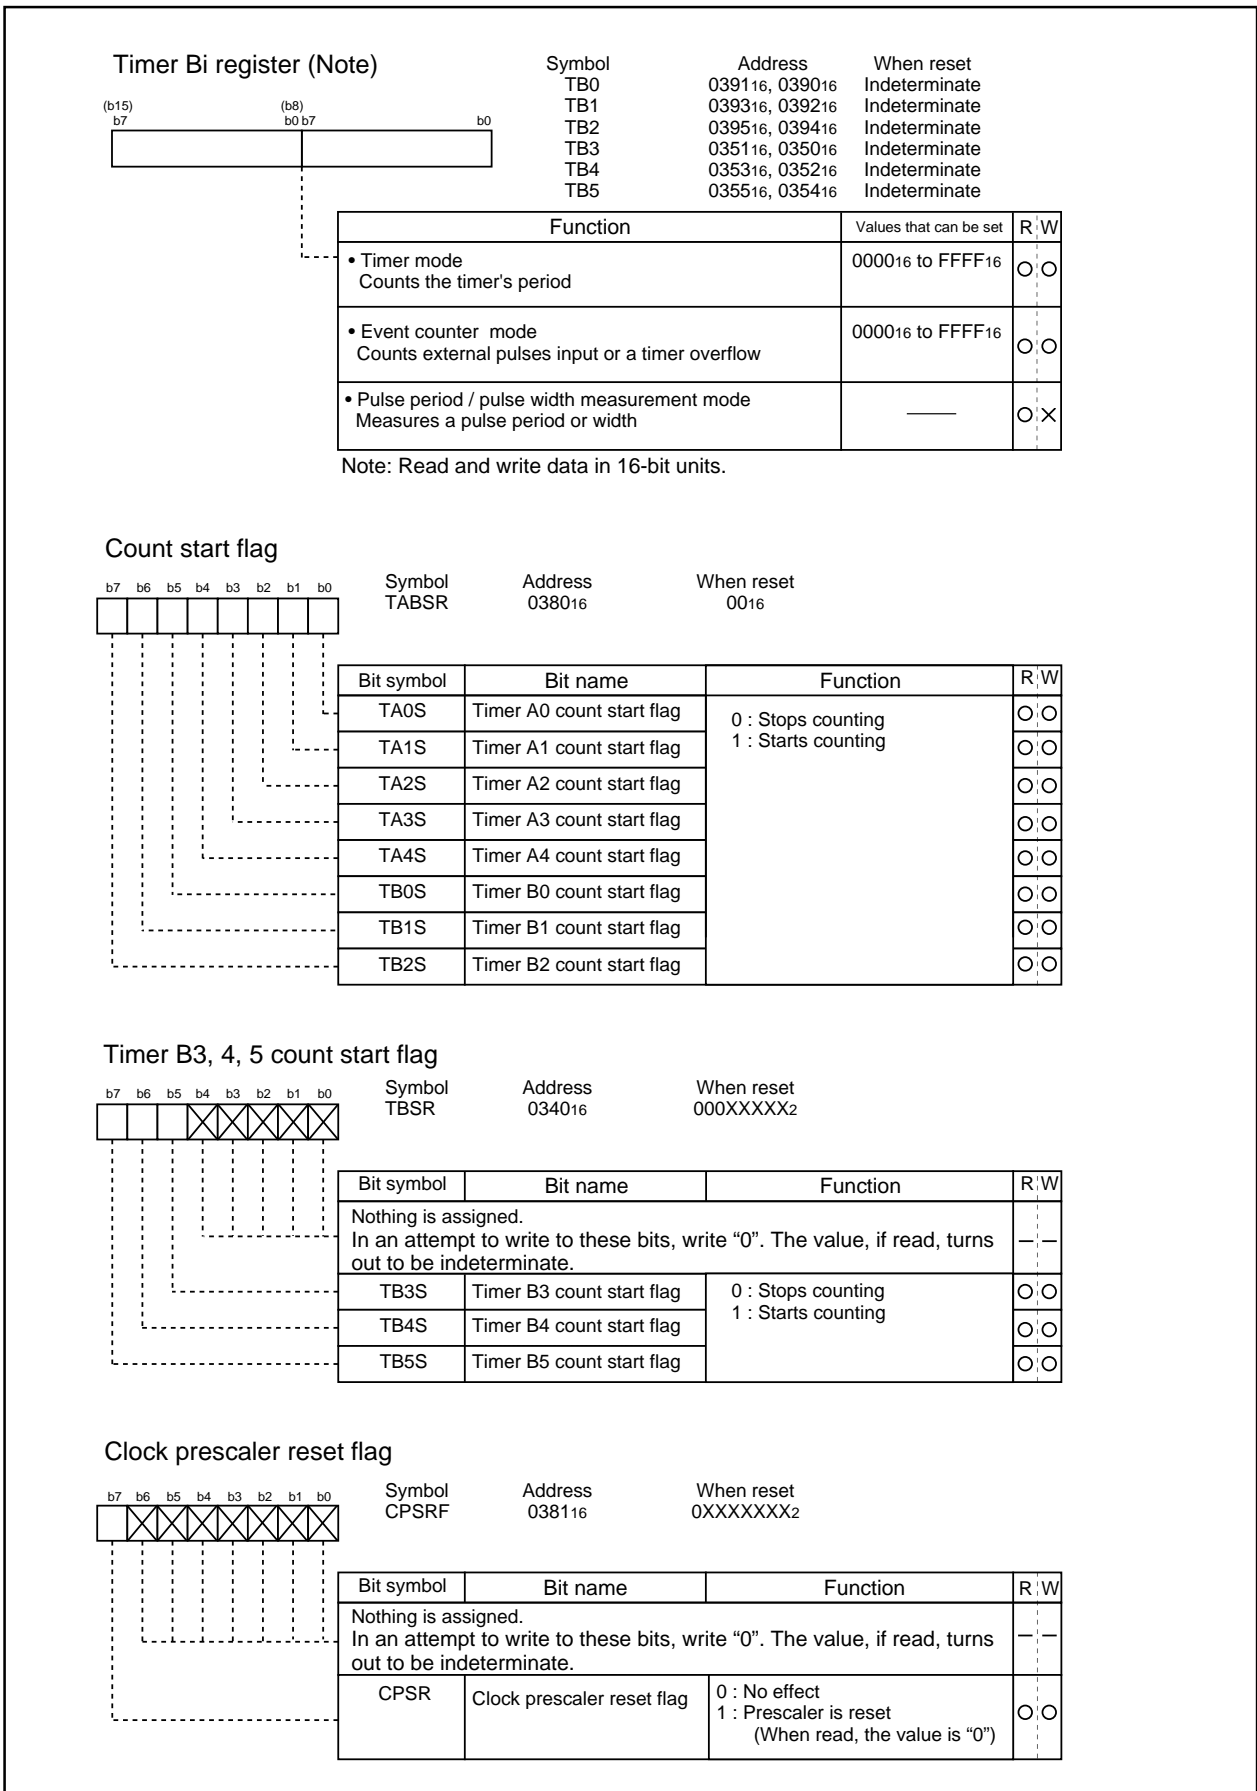 Timer Bi register (Note)
Symbol Address When reset
TB0 039116, 039016 Indeterminate
TB1 039316, 039216 Indeterminate
TB2 039516, 039416 Indeterminate
TB3 035116, 035016 Indeterminate
TB4 035316, 035216 Indeterminate
TB5 035516, 035416 Indeterminate
(b15) (b8)
b7 b0 b7 b0
Function Values that can be set R W
• Timer mode 000016 to FFFF16
Counts the timer's period
• Event counter mode 000016 to FFFF16
Counts external pulses input or a timer overflow
• Pulse period / pulse width measurement mode
Measures a pulse period or width
Note: Read and write data in 16-bit units.
Count start flag
b7 b6 b5 b4 b3 b2 b1 b0
Symbol Address When reset
TABSR 038016 0016
Bit symbol Bit name Function R W
TA0S Timer A0 count start flag 0 : Stops counting
1 : Starts counting
TA1S Timer A1 count start flag
TA2S Timer A2 count start flag
TA3S Timer A3 count start flag
TA4S Timer A4 count start flag
TB0S Timer B0 count start flag
TB1S Timer B1 count start flag
TB2S Timer B2 count start flag
Timer B3, 4, 5 count start flag
b7 b6 b5 b4 b3 b2 b1 b0
Symbol Address When reset
TBSR 034016 000XXXXX2
Bit symbol Bit name Function R W
Nothing is assigned.
In an attempt to write to these bits, write “0”. The value, if read, turns
out to be indeterminate.
TB3S Timer B3 count start flag 0 : Stops counting
1 : Starts counting
TB4S Timer B4 count start flag
TB5S Timer B5 count start flag
Clock prescaler reset flag
b7 b6 b5 b4 b3 b2 b1 b0
Symbol Address When reset
CPSRF 038116 0XXXXXXX2
Bit symbol Bit name Function R W
Nothing is assigned.
In an attempt to write to these bits, write “0”. The value, if read, turns
out to be indeterminate.
CPSR Clock prescaler reset flag 0 : No effect
1 : Prescaler is reset
(When read, the value is “0”)